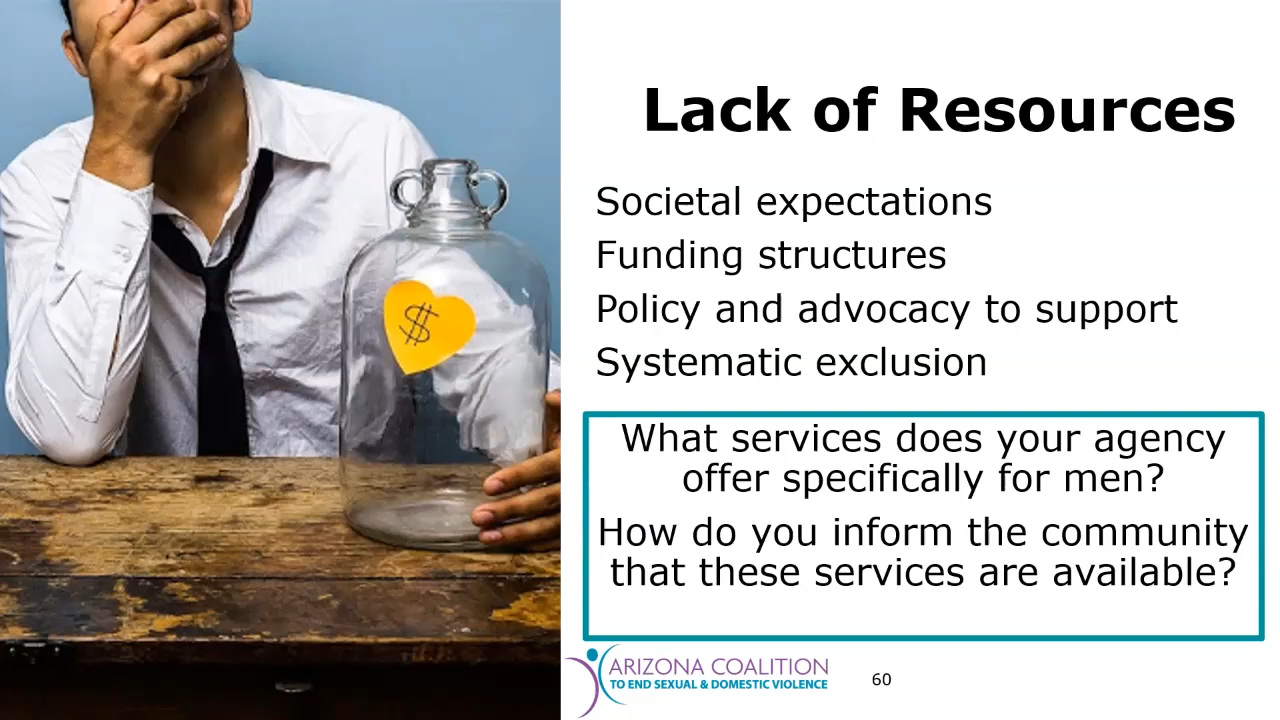 Lack of Resources
Societal expectations
Funding structures
Policy and advocacy to support
Systematic exclusion
What services does your agency
offer specifically for men?
How do you inform the community
that these services are available?
$
ARIZONA COALITION
TO END SEXUAL & DOMESTIC VIOLENCE
60